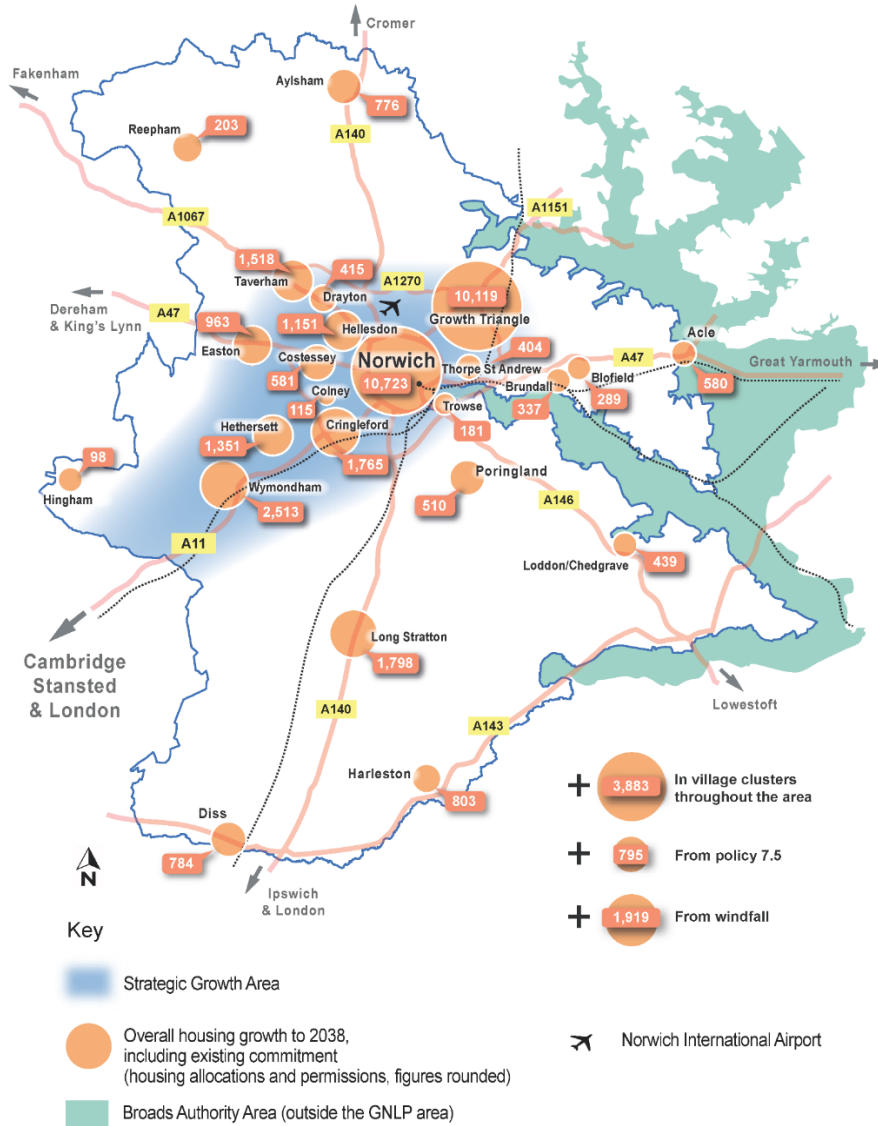 Cromer
Fakenham
Aylsham
776
203
Reepham
A140
A1067
A1151
1,518
415
Taverham
A1270
Drayton
10,119
Dereham
& King's Lynn
A47
963
1,151
Hellesdon
Growth Triangle
Acle
Easton
Costessey
Norwich
404
A47
Great Yarmouth
Thorpe St Andrew
581
10,723
Blofield
580
Colney
Brundall
115
337
289
Hethersett
Trowse
1,351
Cringleford
181
98
1,765
Poringland
Hingham
Wymondham
510
2,513
A146
A11
Loddon/Chedgrave
439
Long Stratton
1,798
Cambridge
Stansted
& London
Lowestoft
A140
A143
Harleston
803
+ 3,883 In village clusters
throughout the area
Diss
784
+ 795 From policy 7.5
N
Ipswich
& London
+ 1,919 From windfall
Key
Strategic Growth Area
Overall housing growth to 2038,
including existing commitment
(housing allocations and permissions, figures rounded)
Norwich International Airport
Broads Authority Area (outside the GNLP area)